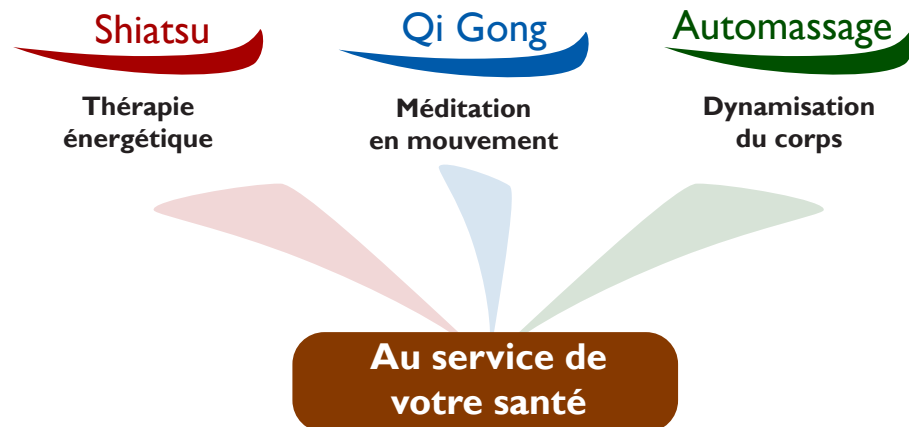 Shiatsu
Thérapie
énergétique
Qi Gong
Méditation
en mouvement
Automassage
Dynamisation
du corps
Au service de
votre santé